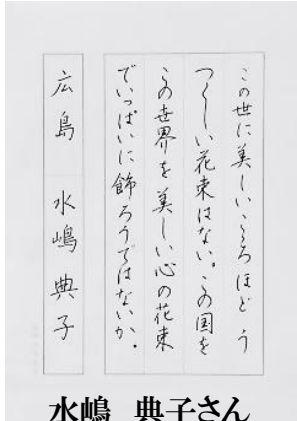 この世に美しいこころほど う
つくしい花束はない。この国を
この世界を美しい心の花束
でいっぱいに飾ろうではないか。
広島 水嶋典子
水嶋 典子さん